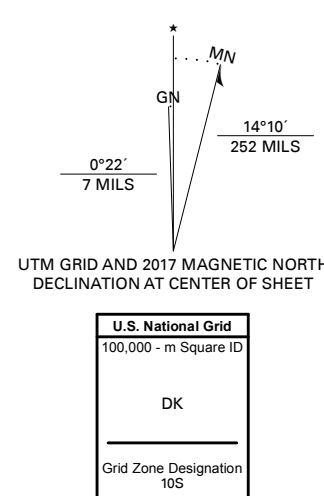 ★
MN
GN
14°10´
252 MILS
0°22´
7 MILS
UTM GRID AND 2017 MAGNETIC NORTH
DECLINATION AT CENTER OF SHEET
U.S. National Grid
100,000 - m Square ID
DK
Grid Zone Designation
10S